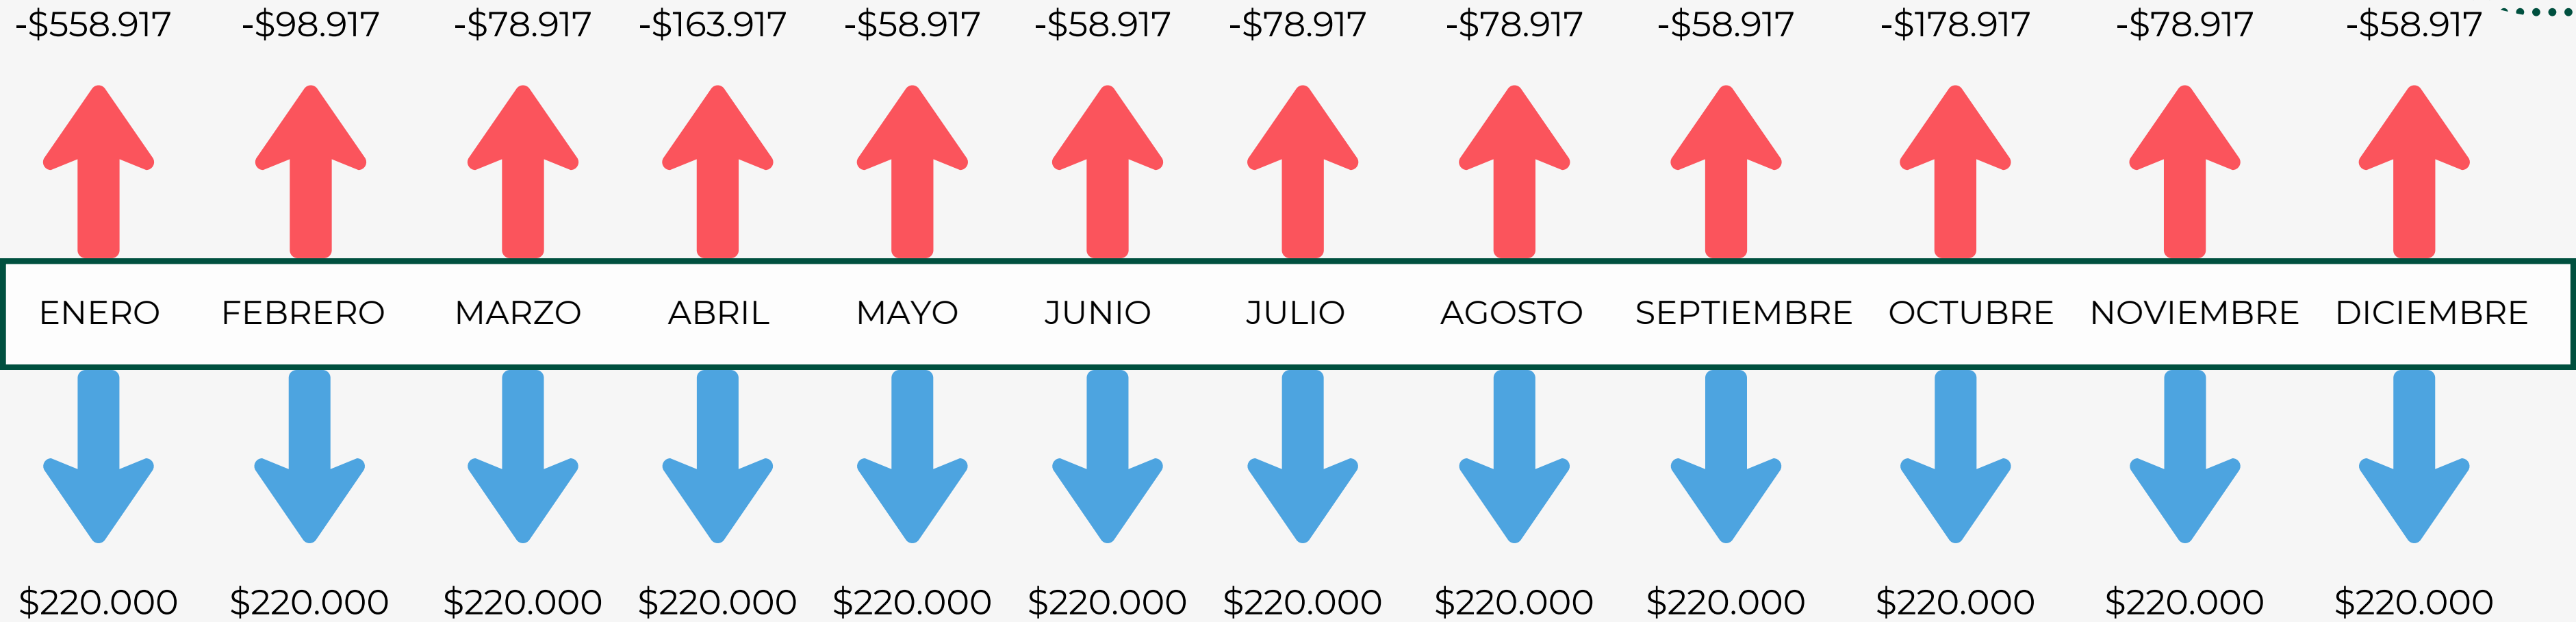 -$558.917 -$98.917 -$78.917 -$163.917 -$58.917 -$58.917 -$78.917 -$78.917 -$58.917 -$178.917 -$78.917 -$58.917
ENERO FEBRERO MARZO ABRIL MAYO JUNIO JULIO AGOSTO SEPTIEMBRE OCTUBRE NOVIEMBRE DICIEMBRE
$220.000 $220.000 $220.000 $220.000 $220.000 $220.000 $220.000 $220.000 $220.000 $220.000 $220.000 $220.000